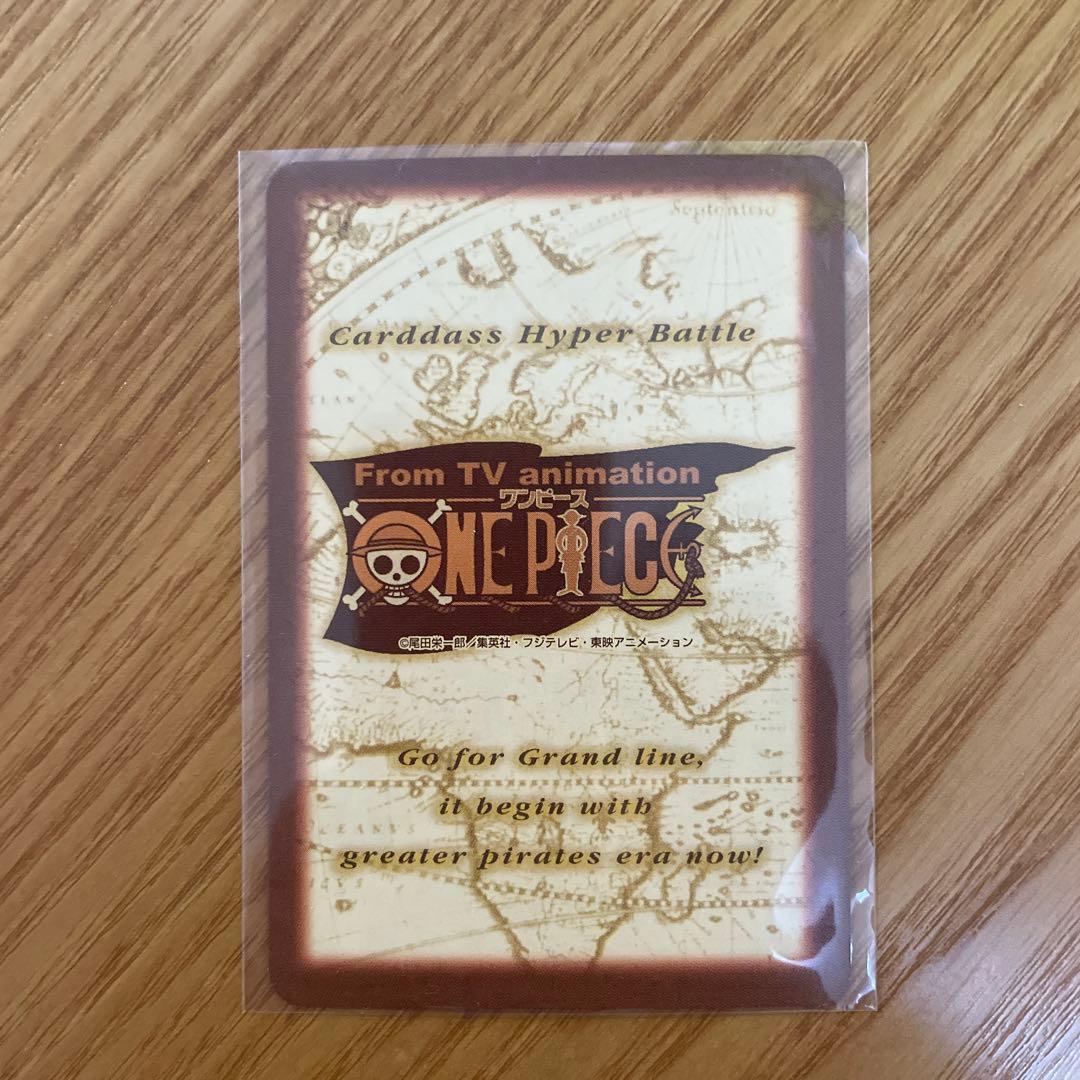 Septentrio
Carddass Hyper Battle
From TV animation
ワンピース
ONE PIECE
©尾田栄一郎/集英社・フジテレビ・東映アニメーション
Go for Grand line,
it begin with
greater pirates era now!